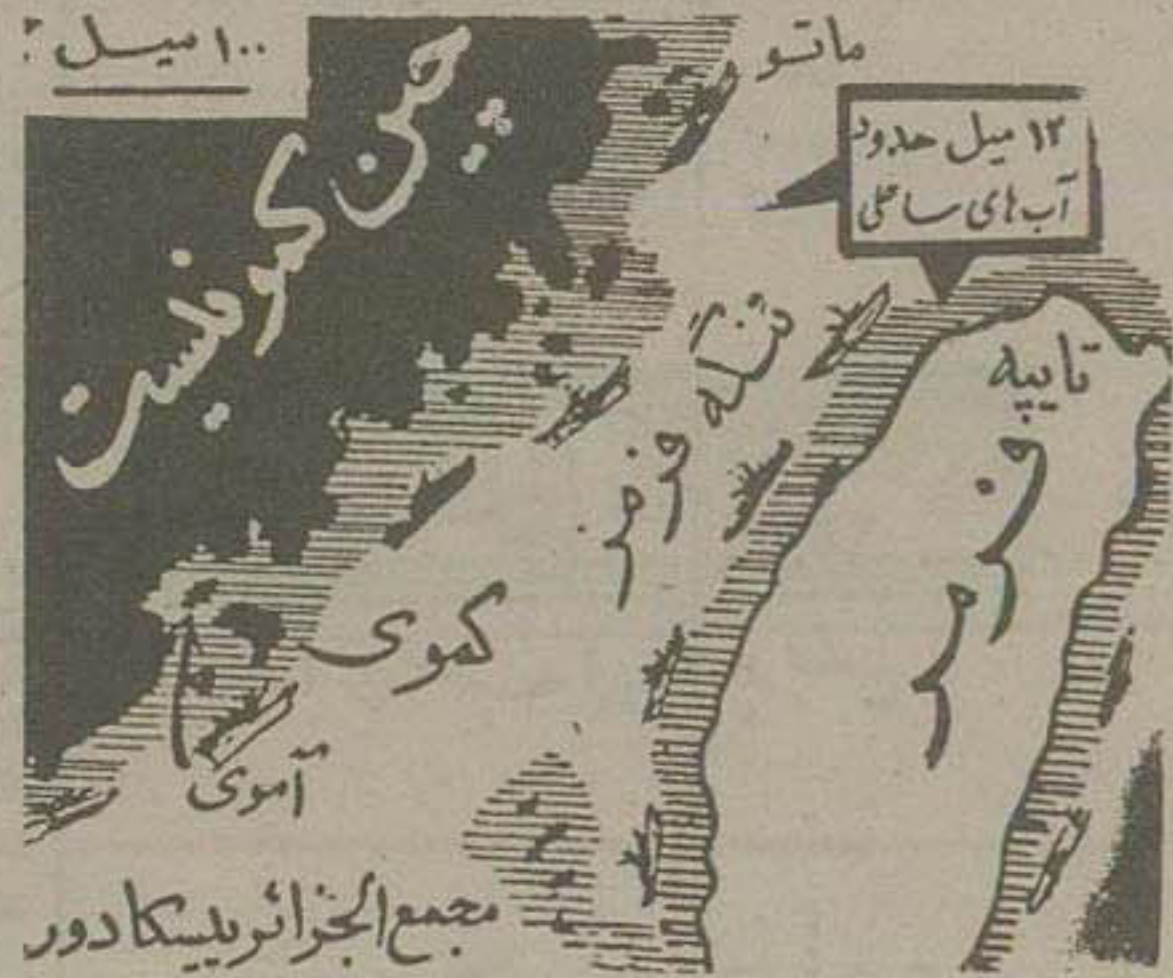 ۱۰۰ میل
ماتسو
۱۲ میل حدود
آب های ساحلی
چین کمونیست
تنگه فرمز
تایپه
فرمز
کموی
آموی
مجمع الجزائر پیسکادور